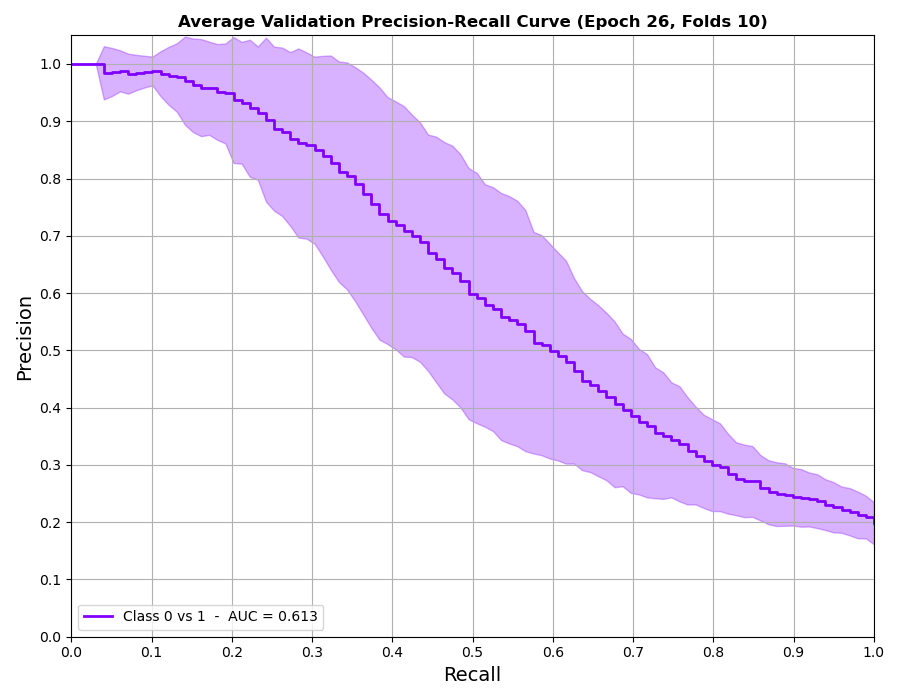 Average Validation Precision-Recall Curve (Epoch 26, Folds 10)
Precision
1.0
0.9
0.8
0.7
0.6
0.5
0.4
0.3
0.2
0.1
0.0
Class 0 vs 1 - AUC = 0.613
0.0 0.1 0.2 0.3 0.4 0.5 0.6 0.7 0.8 0.9 1.0
Recall